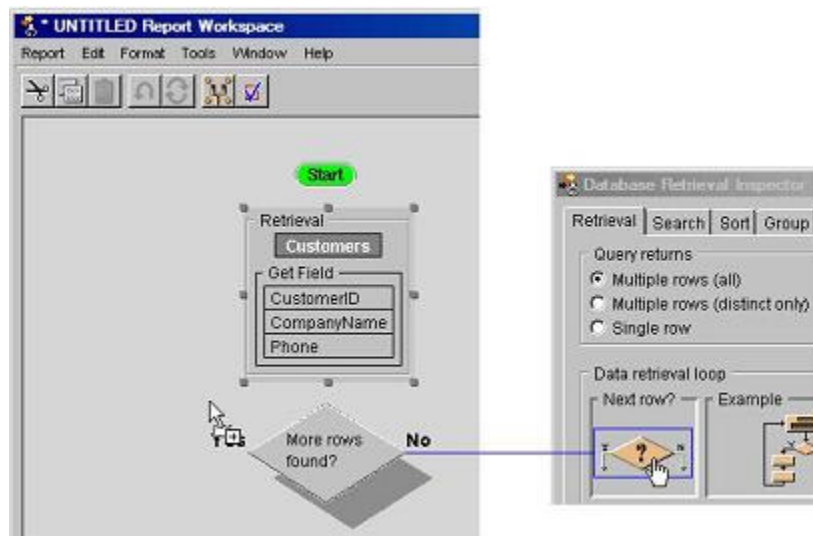 * UNTITLED Report Workspace
Report Edit Format Tools Window Help
Start
Retrieval
Customers
Get Field
CustomerID
CompanyName
Phone
Yes
More rows
found?
No
Database Retrieval Inspector
Retrieval Search Sort Group
Query returns
Multiple rows (all)
Multiple rows (distinct only)
Single row
Data retrieval loop
Next row? Example
Y ? N
Y